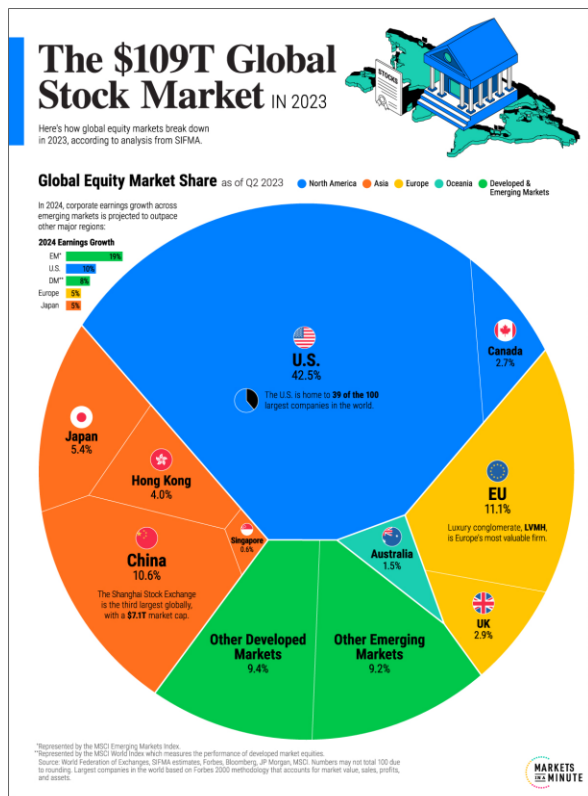 The $109T Global
Stock Market IN 2023
STOCKS
Here's how global equity markets break down
in 2023, according to analysis from SIFMA.
Global Equity Market Share as of Q2 2023
North America
Asia
Europe
Oceania
Developed &
Emerging Markets
In 2024, corporate earnings growth across
emerging markets is projected to outpace
other major regions:
2024 Earnings Growth
EM* 19%
U.S. 10%
DM** 8%
Europe 5%
Japan 5%
U.S.
42.5%
The U.S. is home to 39 of the 100
largest companies in the world.
Canada
2.7%
Japan
5.4%
Hong Kong
4.0%
Singapore
0.6%
China
10.6%
The Shanghai Stock Exchange
is the third largest globally,
with a $7.1T market cap.
EU
11.1%
Luxury conglomerate, LVMH,
is Europe's most valuable firm.
Australia
1.5%
UK
2.9%
Other Developed
Markets
9.4%
Other Emerging
Markets
9.2%
*Represented by the MSCI Emerging Markets Index.
**Represented by the MSCI World Index which measures the performance of developed market equities.
Source: World Federation of Exchanges, SIFMA estimates, Forbes, Bloomberg, JP Morgan, MSCI. Numbers may not total 100 due
to rounding. Largest companies in the world based on Forbes 2000 methodology that accounts for market value, sales, profits,
and assets.
MARKETS
IN A
MINUTE